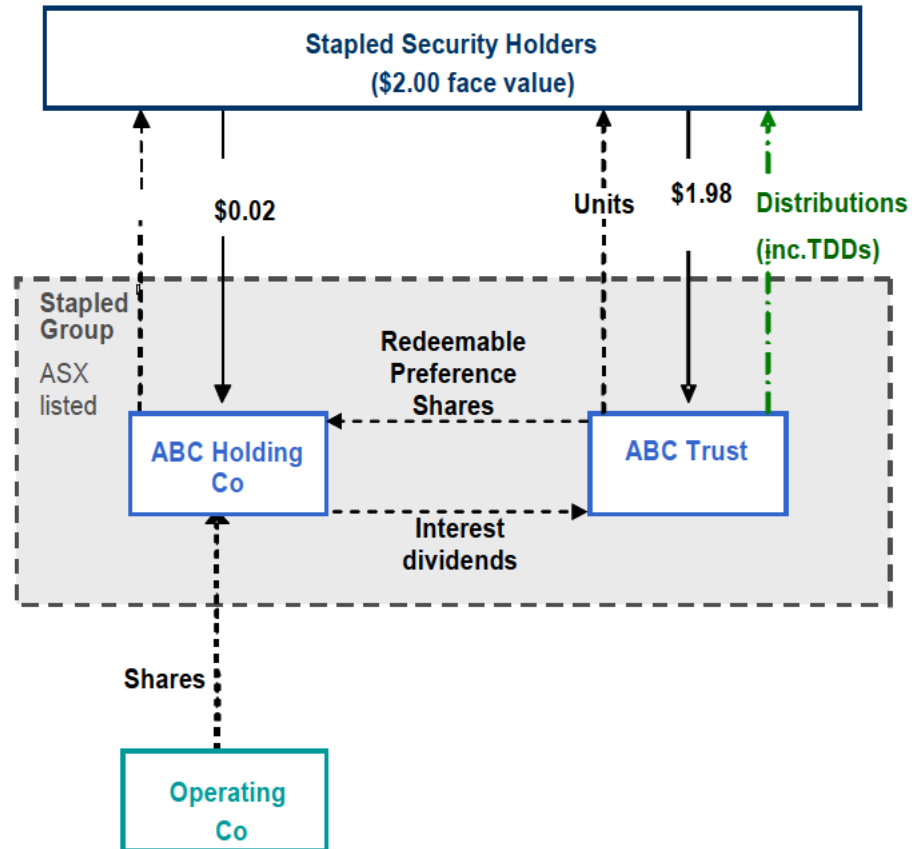 Stapled Security Holders
($2.00 face value)
$0.02
Units
$1.98
Distributions
(inc.TDDs)
Stapled
Group
ASX
listed
Redeemable
Preference
Shares
ABC Holding
Co
ABC Trust
Interest
dividends
Shares
Operating
Co